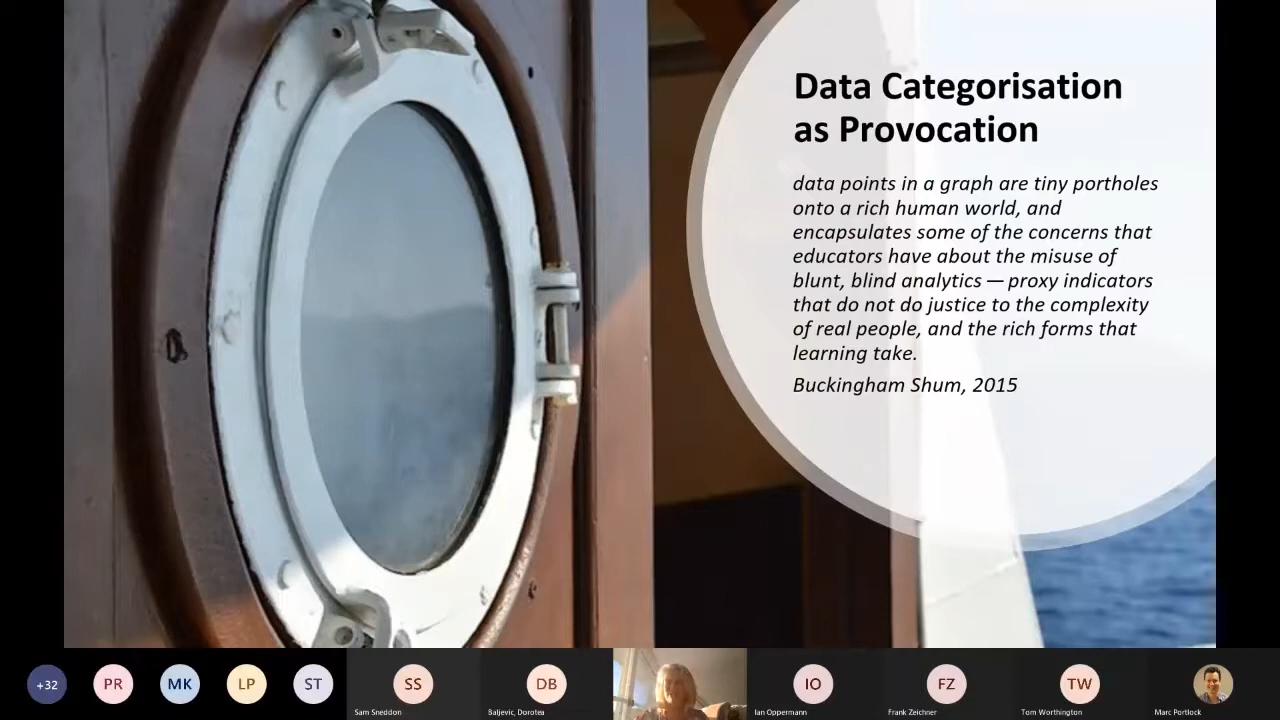 Data Categorisation
as Provocation
data points in a graph are tiny portholes
onto a rich human world, and
encapsulates some of the concerns that
educators have about the misuse of
blunt, blind analytics — proxy indicators
that do not do justice to the complexity
of real people, and the rich forms that
learning take.
Buckingham Shum, 2015
+32
PR
MK
LP
ST
SS
DB
IO
FZ
TW
Sam Sneddon
Baljevic, Dorotea
Ian Oppermann
Frank Zeichner
Tom Worthington
Marc Portlock